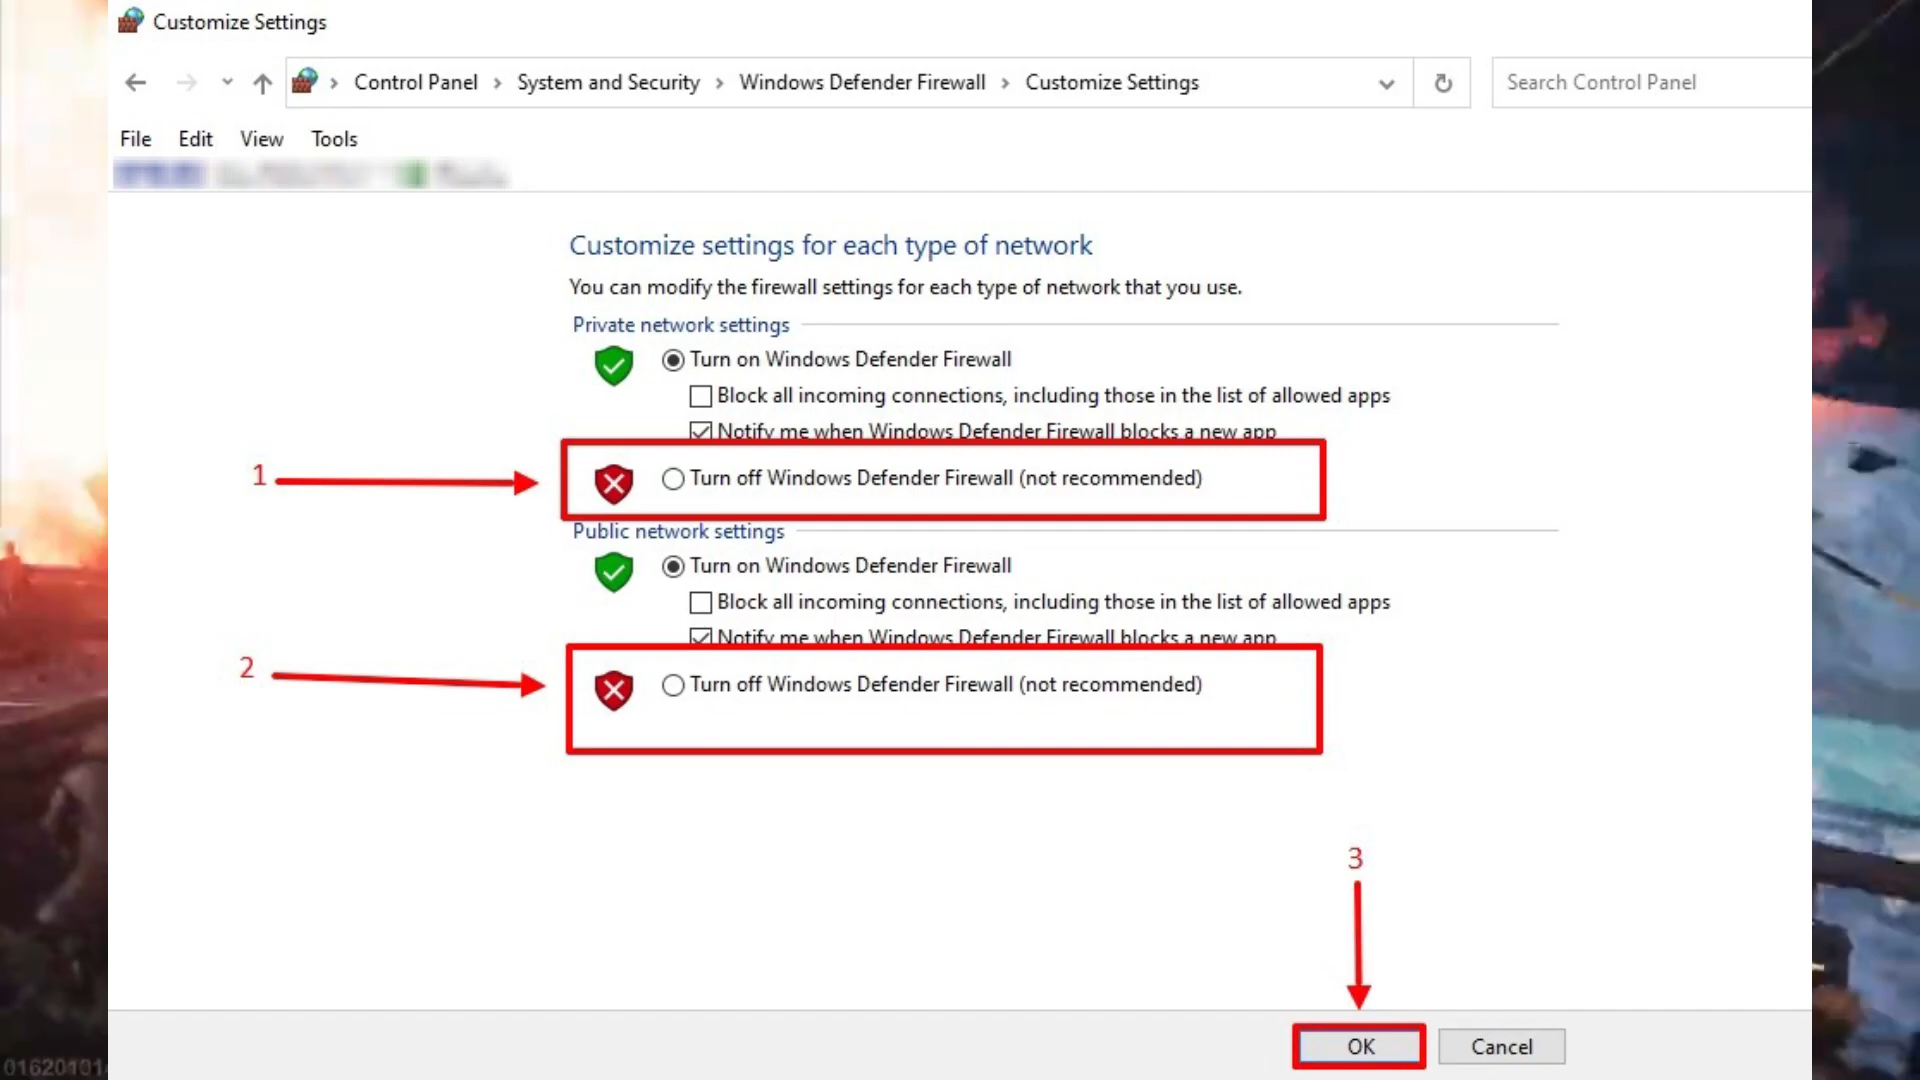 Customize Settings
Control Panel > System and Security > Windows Defender Firewall > Customize Settings
Search Control Panel
File Edit View Tools
Customize settings for each type of network
You can modify the firewall settings for each type of network that you use.
Private network settings
Turn on Windows Defender Firewall
Block all incoming connections, including those in the list of allowed apps
Notify me when Windows Defender Firewall blocks a new app
1
Turn off Windows Defender Firewall (not recommended)
Public network settings
Turn on Windows Defender Firewall
Block all incoming connections, including those in the list of allowed apps
Notify me when Windows Defender Firewall blocks a new app
2
Turn off Windows Defender Firewall (not recommended)
3
OK
Cancel